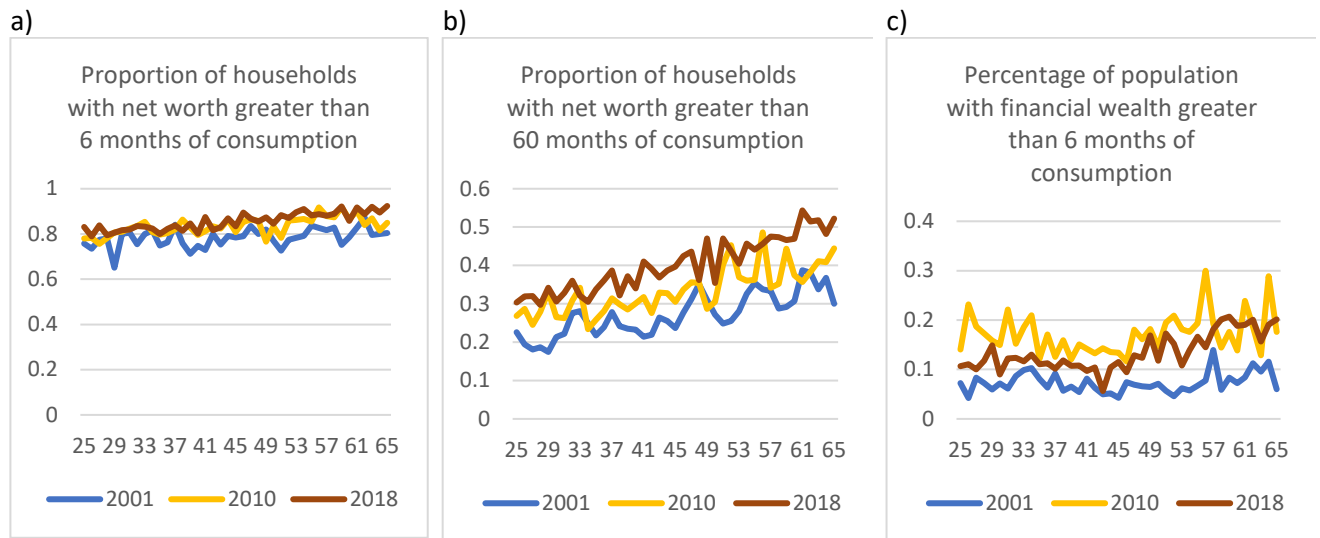 a)
Proportion of households
with net worth greater than
6 months of consumption
1
0.8
0.6
0.4
0.2
0
25 29 33 37 41 45 49 53 57 61 65
2001 2010 2018
b)
Proportion of households
with net worth greater than
60 months of consumption
0.6
0.5
0.4
0.3
0.2
0.1
0
25 29 33 37 41 45 49 53 57 61 65
2001 2010 2018
c)
Percentage of population
with financial wealth greater
than 6 months of
consumption
0.4
0.3
0.2
0.1
0
25 29 33 37 41 45 49 53 57 61 65
2001 2010 2018